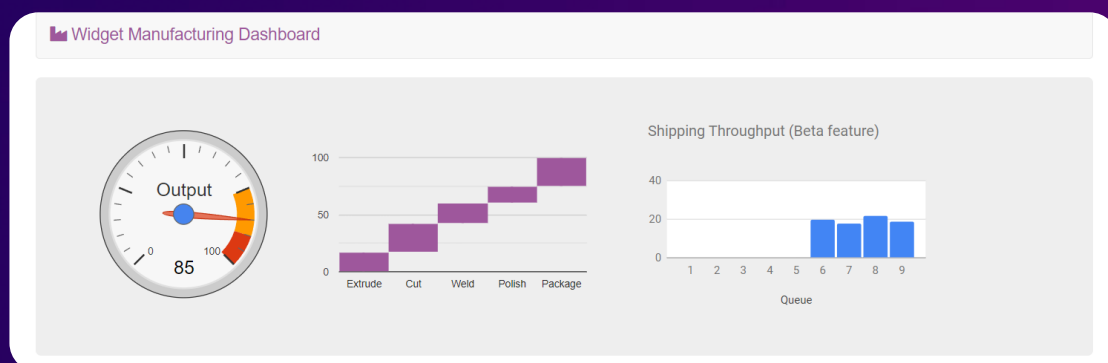 Widget Manufacturing Dashboard
Output
0
100
85
100
50
0
Extrude Cut Weld Polish Package
Shipping Throughput (Beta feature)
40
20
0
1 2 3 4 5 6 7 8 9
Queue